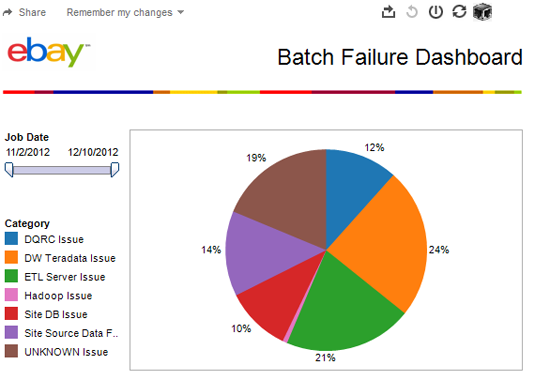 Share Remember my changes
ebay™
Batch Failure Dashboard
Job Date
11/2/2012 12/10/2012
Category
DQRC Issue
DW Teradata Issue
ETL Server Issue
Hadoop Issue
Site DB Issue
Site Source Data F..
UNKNOWN Issue
12%
19%
24%
14%
10%
21%